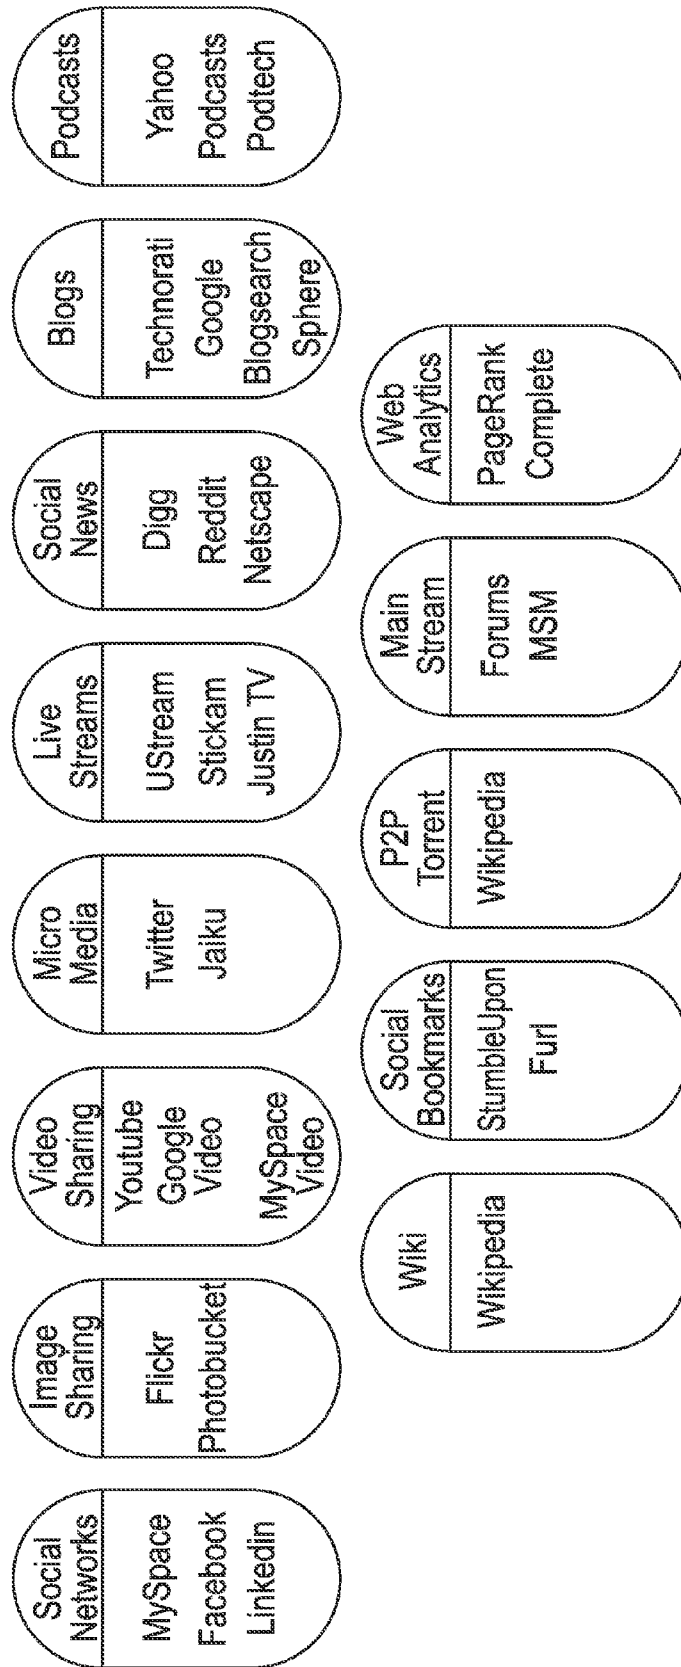 Social
Networks
MySpace
Facebook
Linkedin
Image
Sharing
Flickr
Photobucket
Video
Sharing
Youtube
Google
Video
MySpace
Video
Micro
Media
Twitter
Jaiku
Live
Streams
UStream
Stickam
Justin TV
Social
News
Digg
Reddit
Netscape
Blogs
Technorati
Google
Blogsearch
Sphere
Podcasts
Yahoo
Podcasts
Podtech
Wiki
Wikipedia
Social
Bookmarks
StumbleUpon
Furl
P2P
Torrent
Wikipedia
Main
Stream
Forums
MSM
Web
Analytics
PageRank
Complete